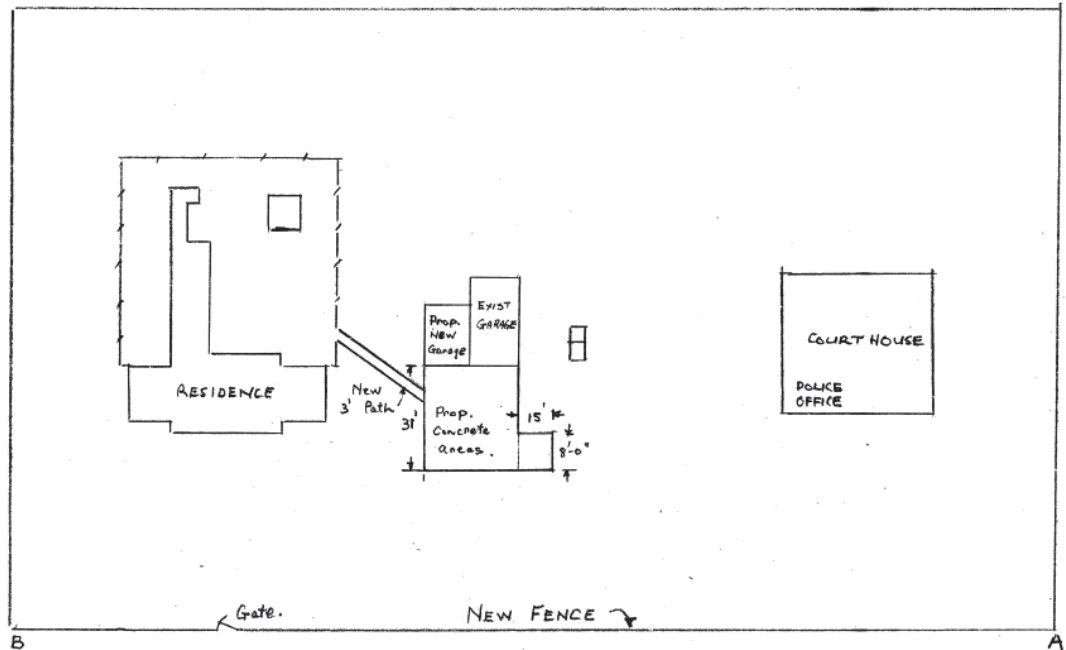 EXIST
GARAGE
Prop.
NEW
Garage
COURT HOUSE
POLICE
OFFICE
RESIDENCE
New
3' Path
31'
Prop.
Concrete
areas.
15'
8'-0"
Gate.
NEW FENCE
B
A